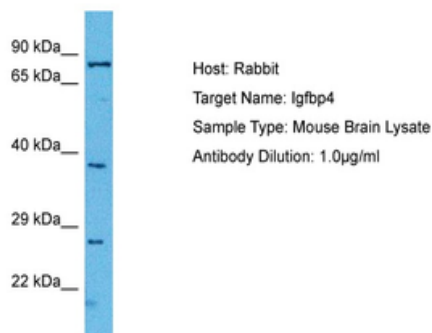 90 kDa__
65 kDa__
40 kDa__
29 kDa__
22 kDa__
Host: Rabbit
Target Name: Igfbp4
Sample Type: Mouse Brain Lysate
Antibody Dilution: 1.0µg/ml